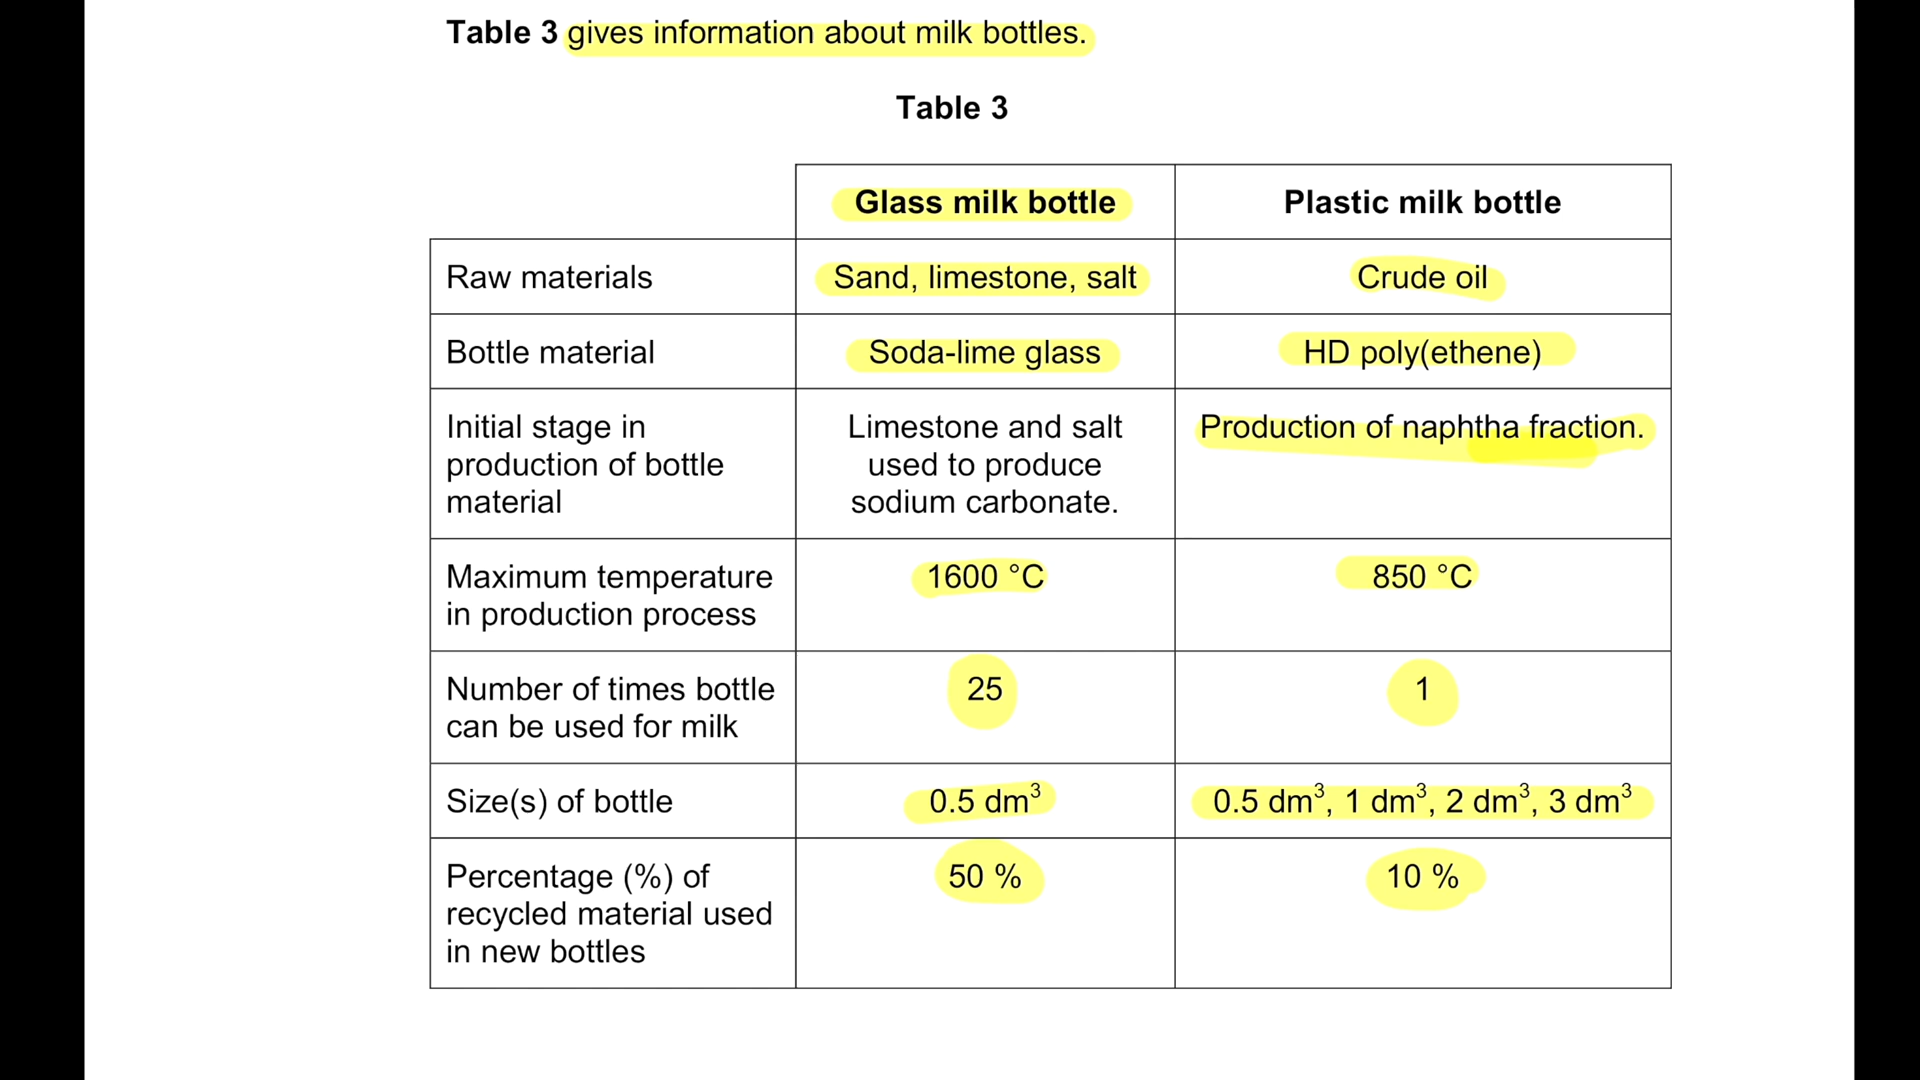 Table 3 gives information about milk bottles.
Table 3
Glass milk bottle
Plastic milk bottle
Raw materials
Sand, limestone, salt
Crude oil
Bottle material
Soda-lime glass
HD poly(ethene)
Initial stage in
production of bottle
material
Limestone and salt
used to produce
sodium carbonate.
Production of naphtha fraction.
Maximum temperature
in production process
1600 °C
850 °C
Number of times bottle
can be used for milk
25
1
Size(s) of bottle
0.5 dm³
0.5 dm³, 1 dm³, 2 dm³, 3 dm³
Percentage (%) of
recycled material used
in new bottles
50 %
10 %